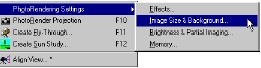 PhotoRendering Settings
PhotoRender Projection F10
Create Fly-Through... F11
Create Sun Study... F12
Align View... *
Effects...
Image Size & Background...
Brightness & Partial Imaging...
Memory...